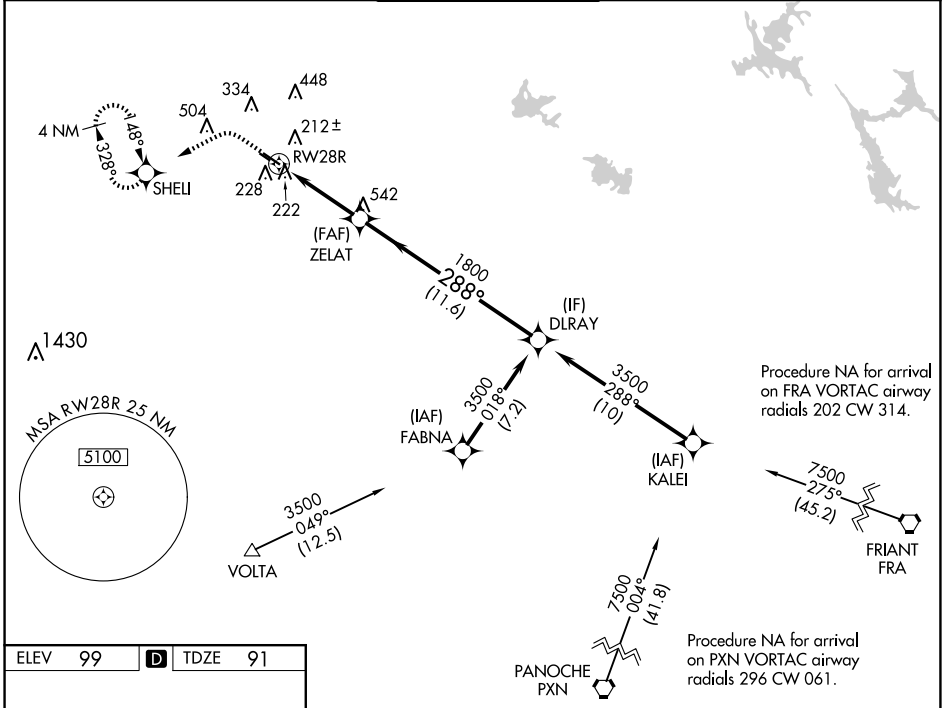 334
448
504
212±
4 NM
148°
328°
SHELI
RW28R
228
222
542
(FAF)
ZELAT
1800
288°
(11.6)
(IF)
DLRAY
1430
3500
288°
(10)
Procedure NA for arrival
on FRA VORTAC airway
radials 202 CW 314.
3500
018°
(7.2)
(IAF)
FABNA
(IAF)
KALEI
MSA RW28R 25 NM
5100
7500
275°
(45.2)
3500
049°
(12.5)
VOLTA
FRIANT
FRA
7500
004°
(41.8)
Procedure NA for arrival
on PXN VORTAC airway
radials 296 CW 061.
PANOCHE
PXN
ELEV 99 D TDZE 91